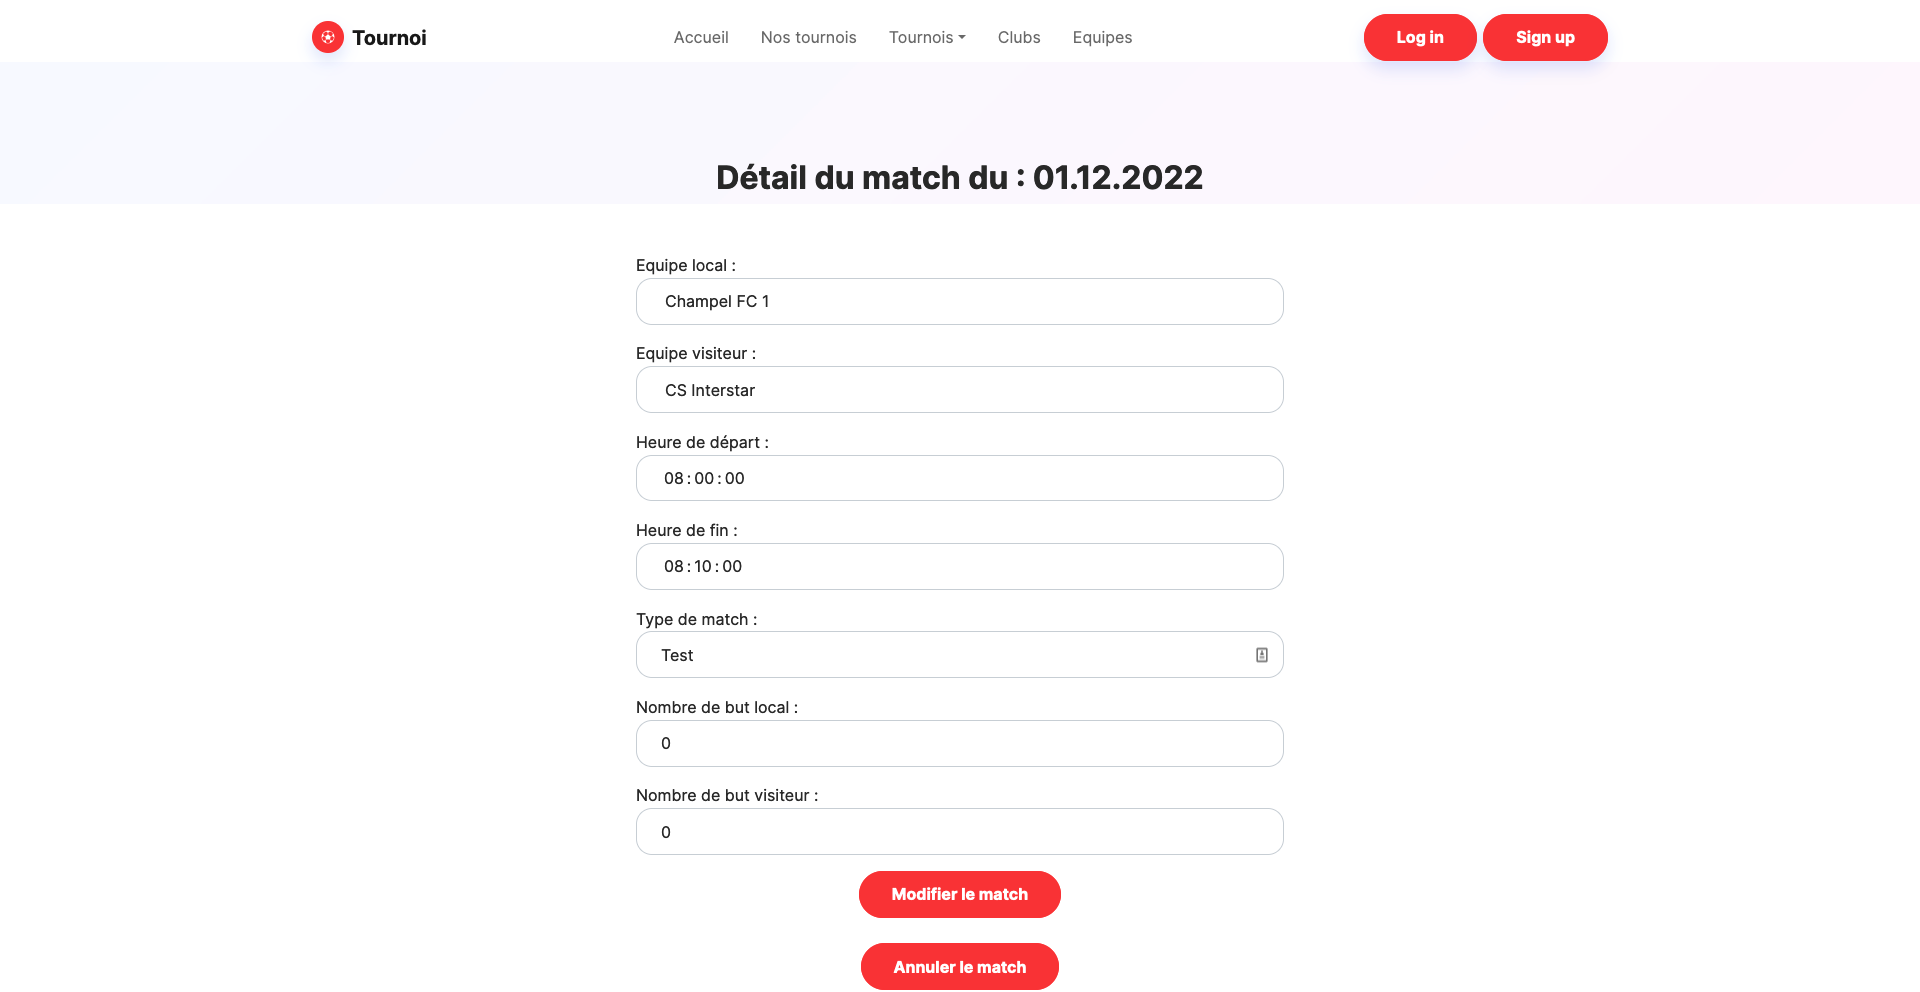 Tournoi
Accueil
Nos tournois
Tournois
Clubs
Equipes
Log in
Sign up
Détail du match du : 01.12.2022
Equipe local :
Champel FC 1
Equipe visiteur :
CS Interstar
Heure de départ :
08:00:00
Heure de fin :
08:10:00
Type de match :
Test
Nombre de but local :
0
Nombre de but visiteur :
0
Modifier le match
Annuler le match